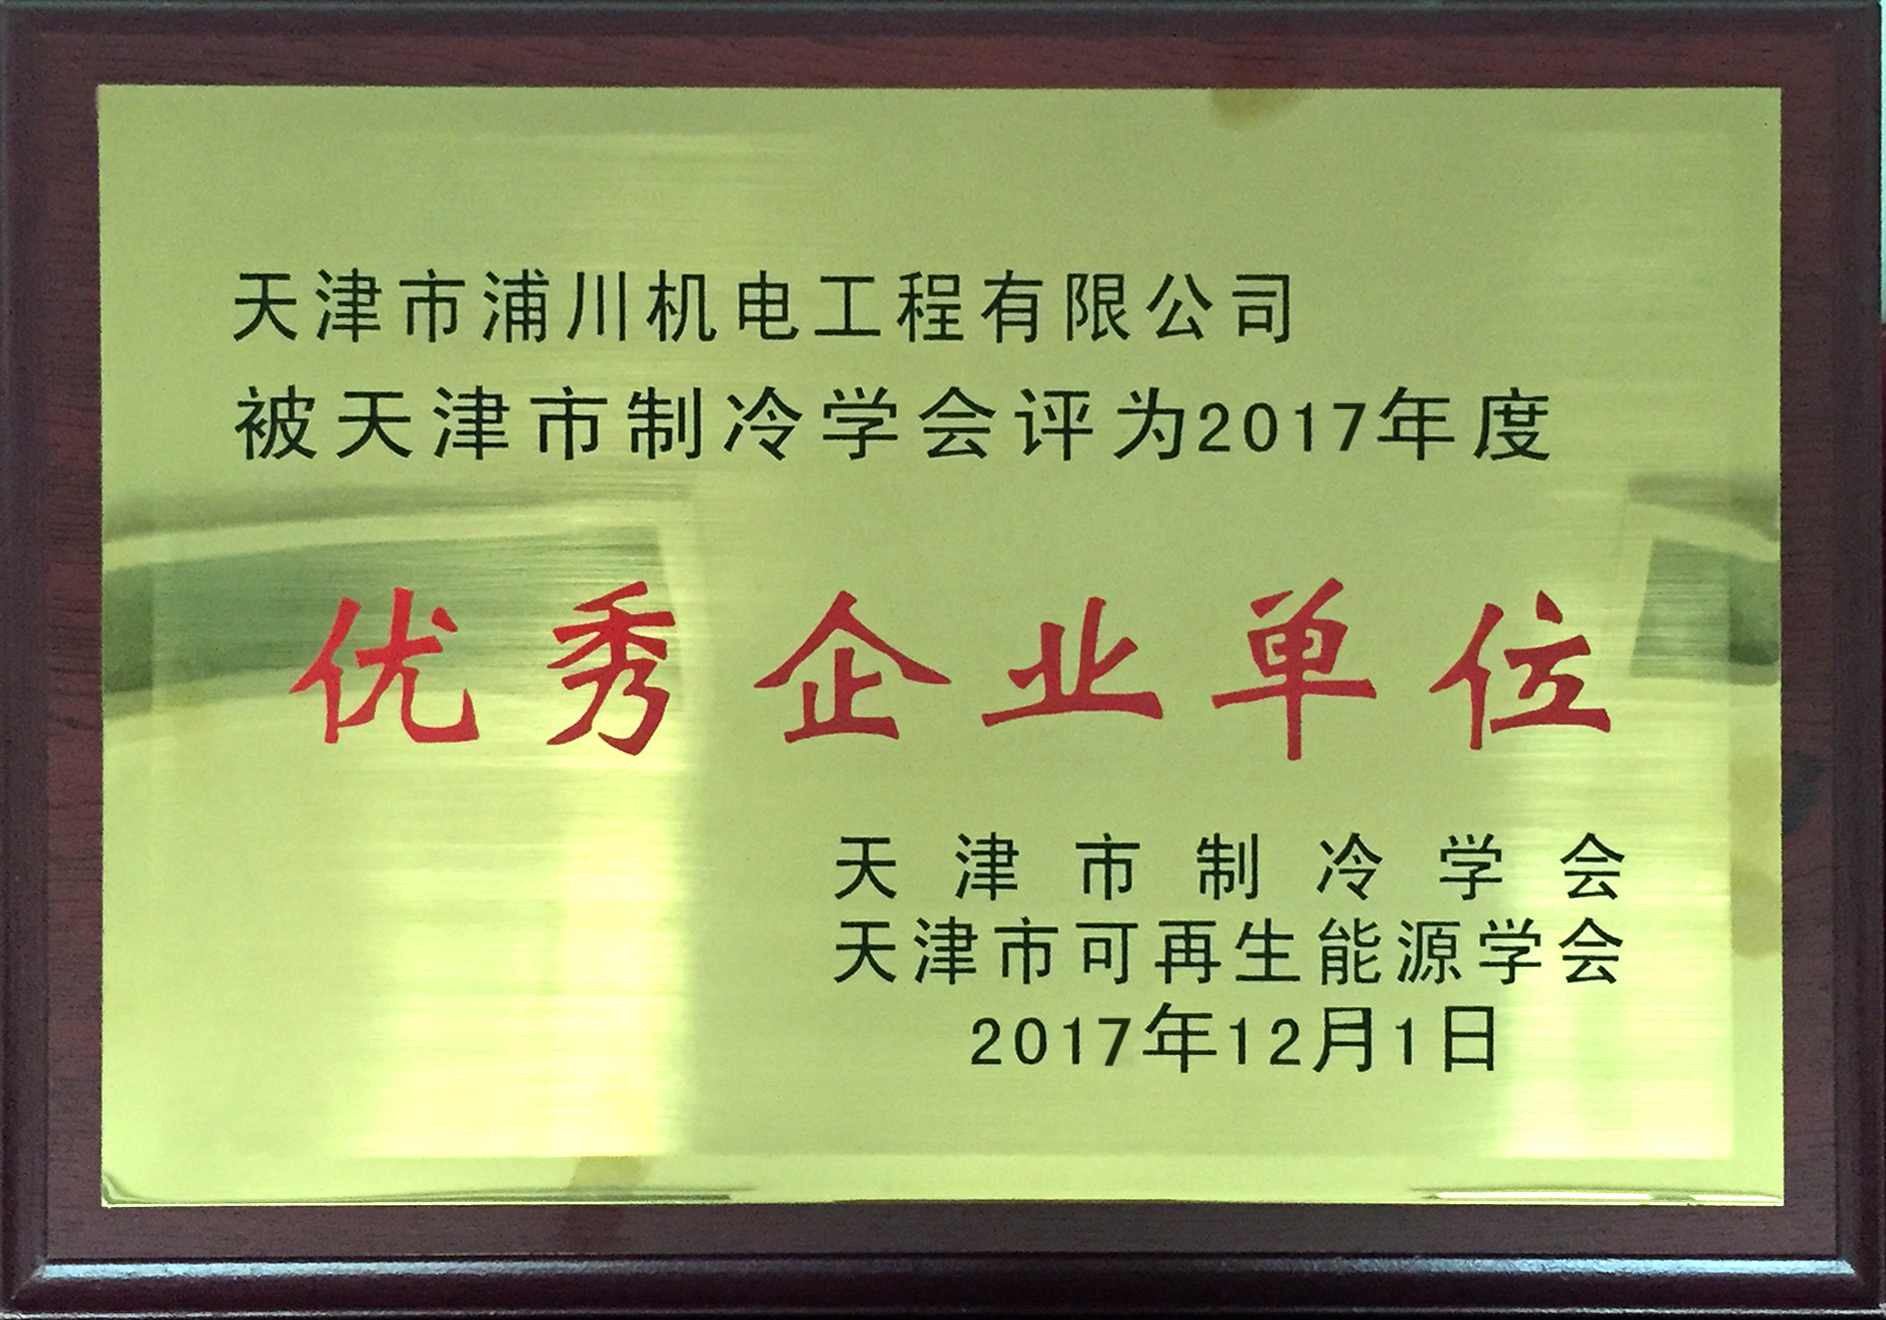 天津市浦川机电工程有限公司
被天津市制冷学会评为2017年度
优秀企业单位
天津市制冷学会
天津市可再生能源学会
2017年12月1日